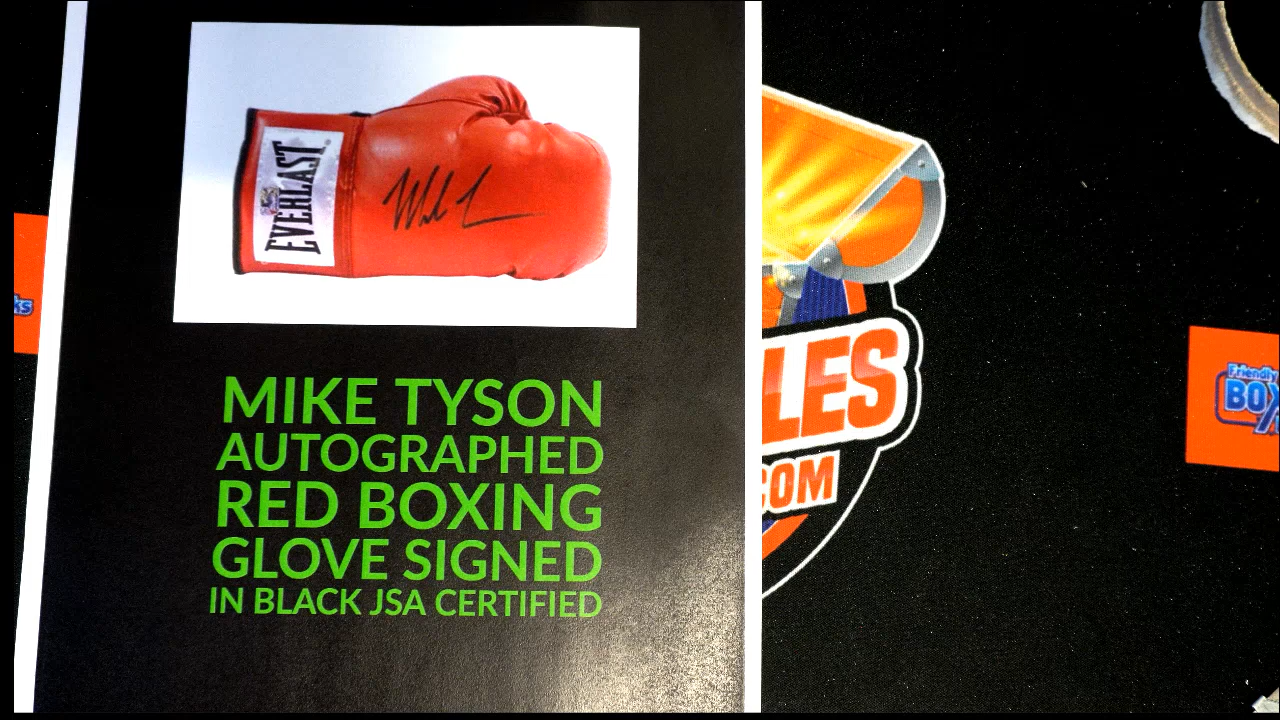 EVERLAST
MIKE TYSON
AUTOGRAPHED
RED BOXING
GLOVE SIGNED
IN BLACK JSA CERTIFIED
ks
LES
COM
Friendly
BOX